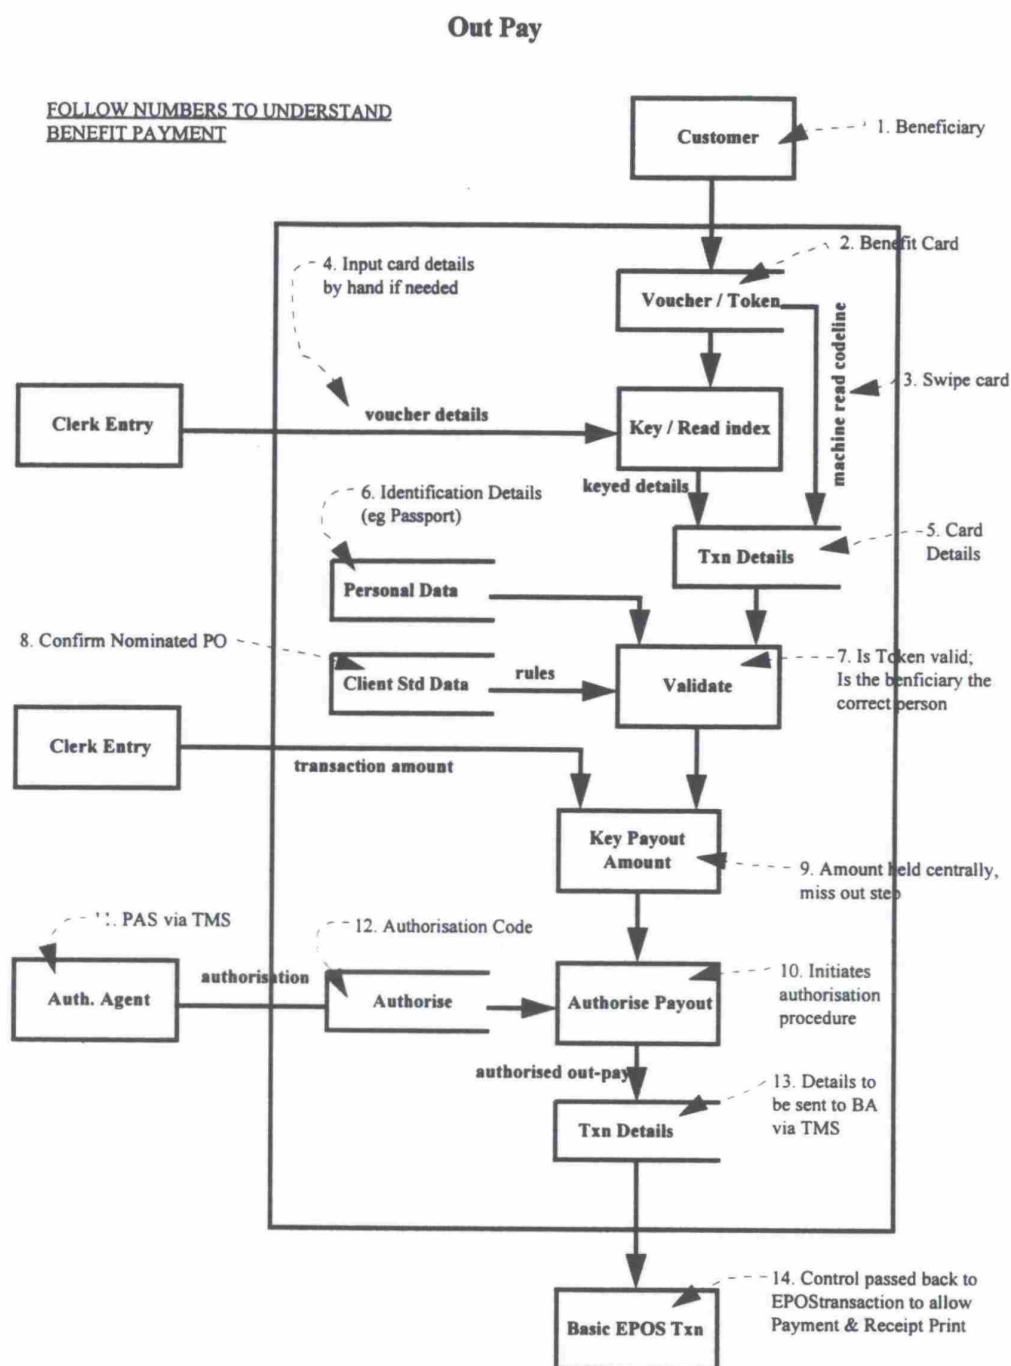 Out Pay
FOLLOW NUMBERS TO UNDERSTAND
BENEFIT PAYMENT
Customer
1. Beneficiary
2. Benefit Card
4. Input card details
by hand if needed
Voucher / Token
machine read codeline
3. Swipe card
Clerk Entry
voucher details
Key / Read index
keyed details
6. Identification Details
(eg Passport)
5. Card
Details
Txn Details
Personal Data
8. Confirm Nominated PO
Client Std Data
rules
Validate
7. Is Token valid;
Is the benficiary the
correct person
Clerk Entry
transaction amount
Key Payout
Amount
9. Amount held centrally,
miss out step
11. PAS via TMS
12. Authorisation Code
Auth. Agent
authorisation
Authorise
Authorise Payout
10. Initiates
authorisation
procedure
authorised out-pay
13. Details to
be sent to BA
via TMS
Txn Details
14. Control passed back to
EPOStransaction to allow
Payment & Receipt Print
Basic EPOS Txn